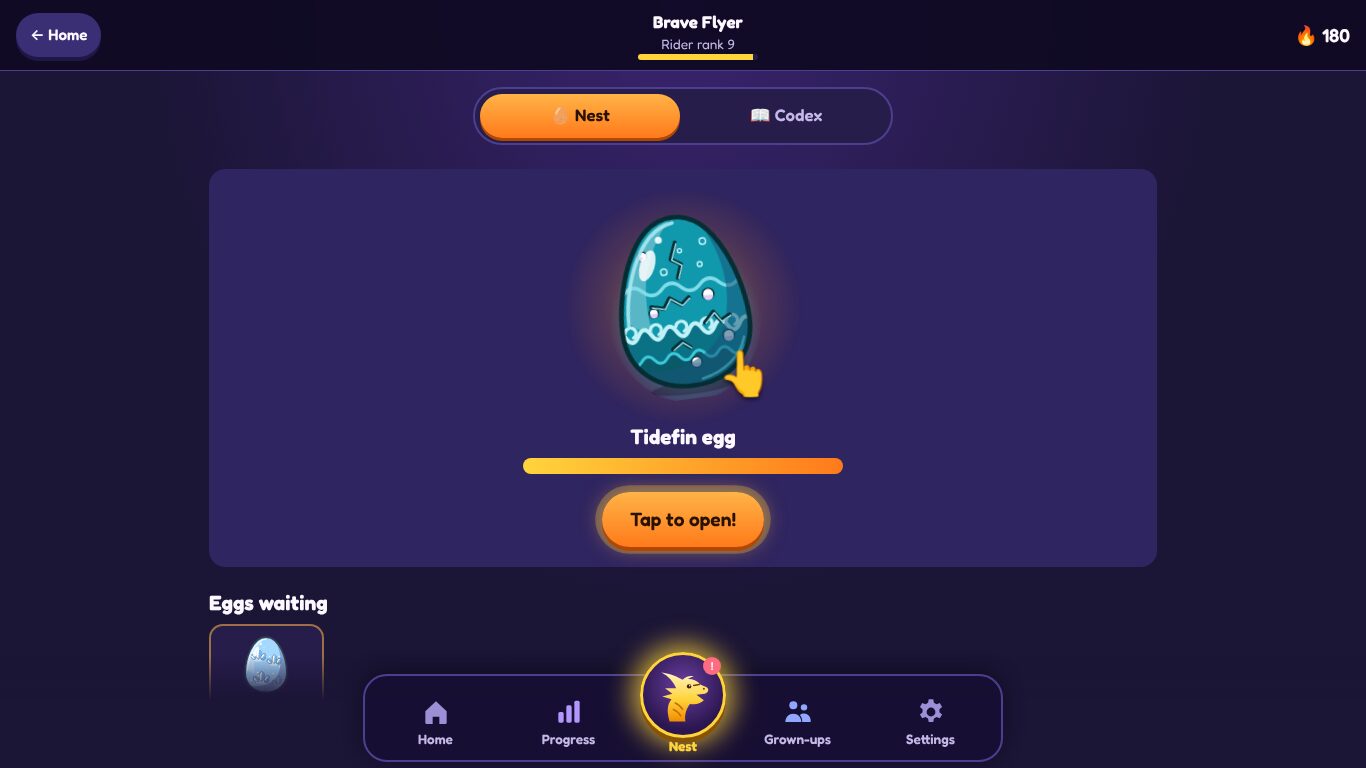 ← Home
Brave Flyer
Rider rank 9
180
Nest
Codex
Tidefin egg
Tap to open!
Eggs waiting
!
Home
Progress
Nest
Grown-ups
Settings